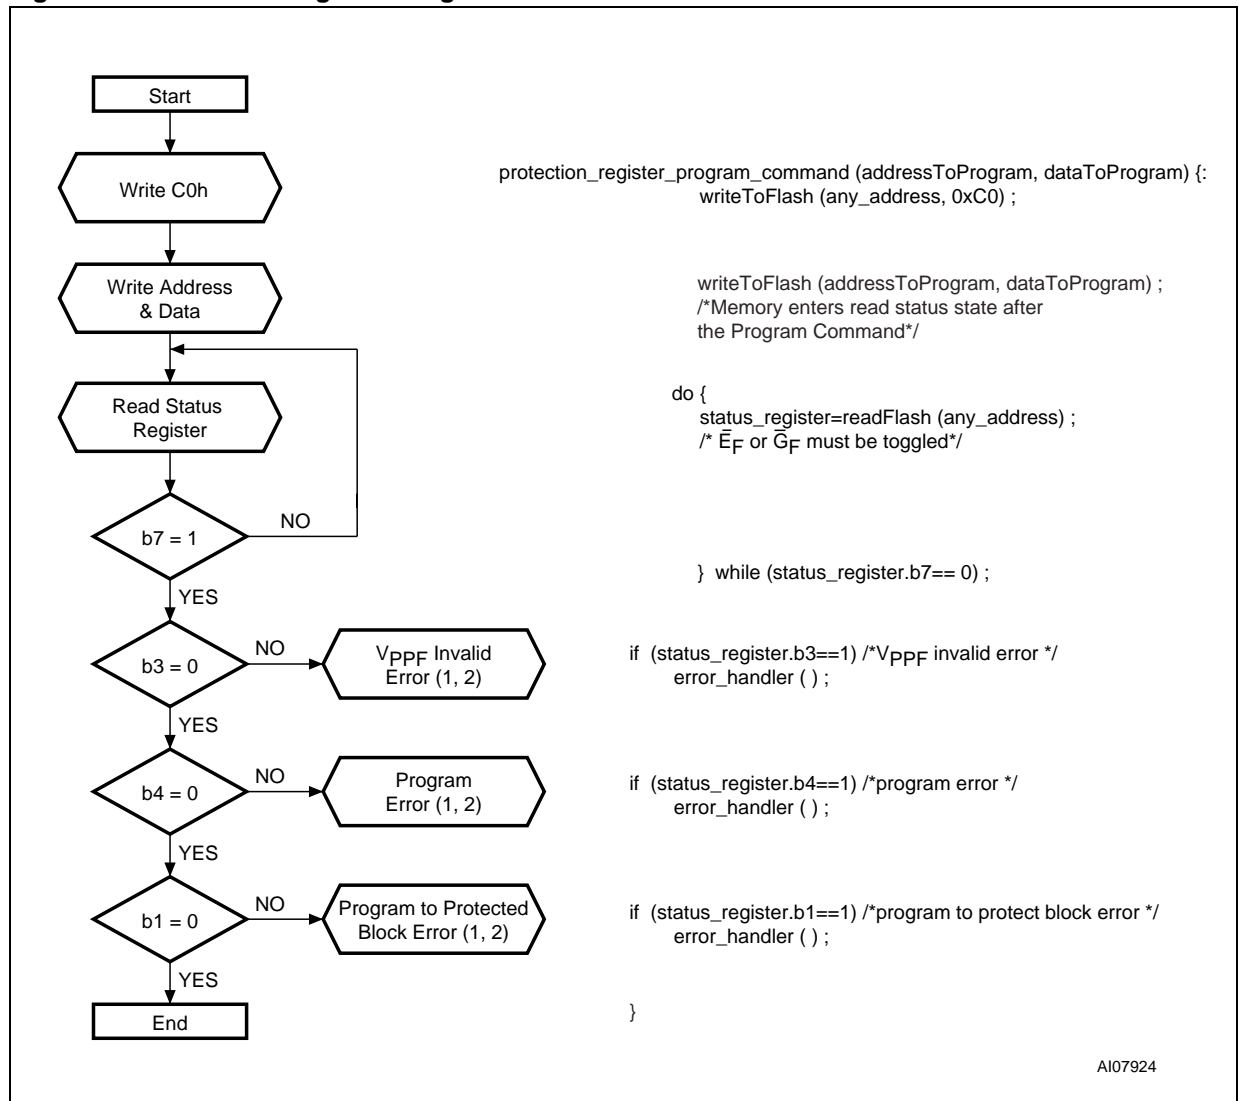 Start
Write C0h
protection_register_program_command (addressToProgram, dataToProgram) {:
writeToFlash (any_address, 0xC0) ;
Write Address
& Data
writeToFlash (addressToProgram, dataToProgram) ;
/*Memory enters read status state after
the Program Command*/
Read Status
Register
do {
status_register=readFlash (any_address) ;
/* E̅F or G̅F must be toggled*/
b7 = 1
NO
YES
} while (status_register.b7== 0) ;
b3 = 0
NO
YES
VPPF Invalid
Error (1, 2)
if (status_register.b3==1) /*VPPF invalid error */
error_handler ( ) ;
b4 = 0
NO
YES
Program
Error (1, 2)
if (status_register.b4==1) /*program error */
error_handler ( ) ;
b1 = 0
NO
YES
Program to Protected
Block Error (1, 2)
if (status_register.b1==1) /*program to protect block error */
error_handler ( ) ;
End
}
AI07924